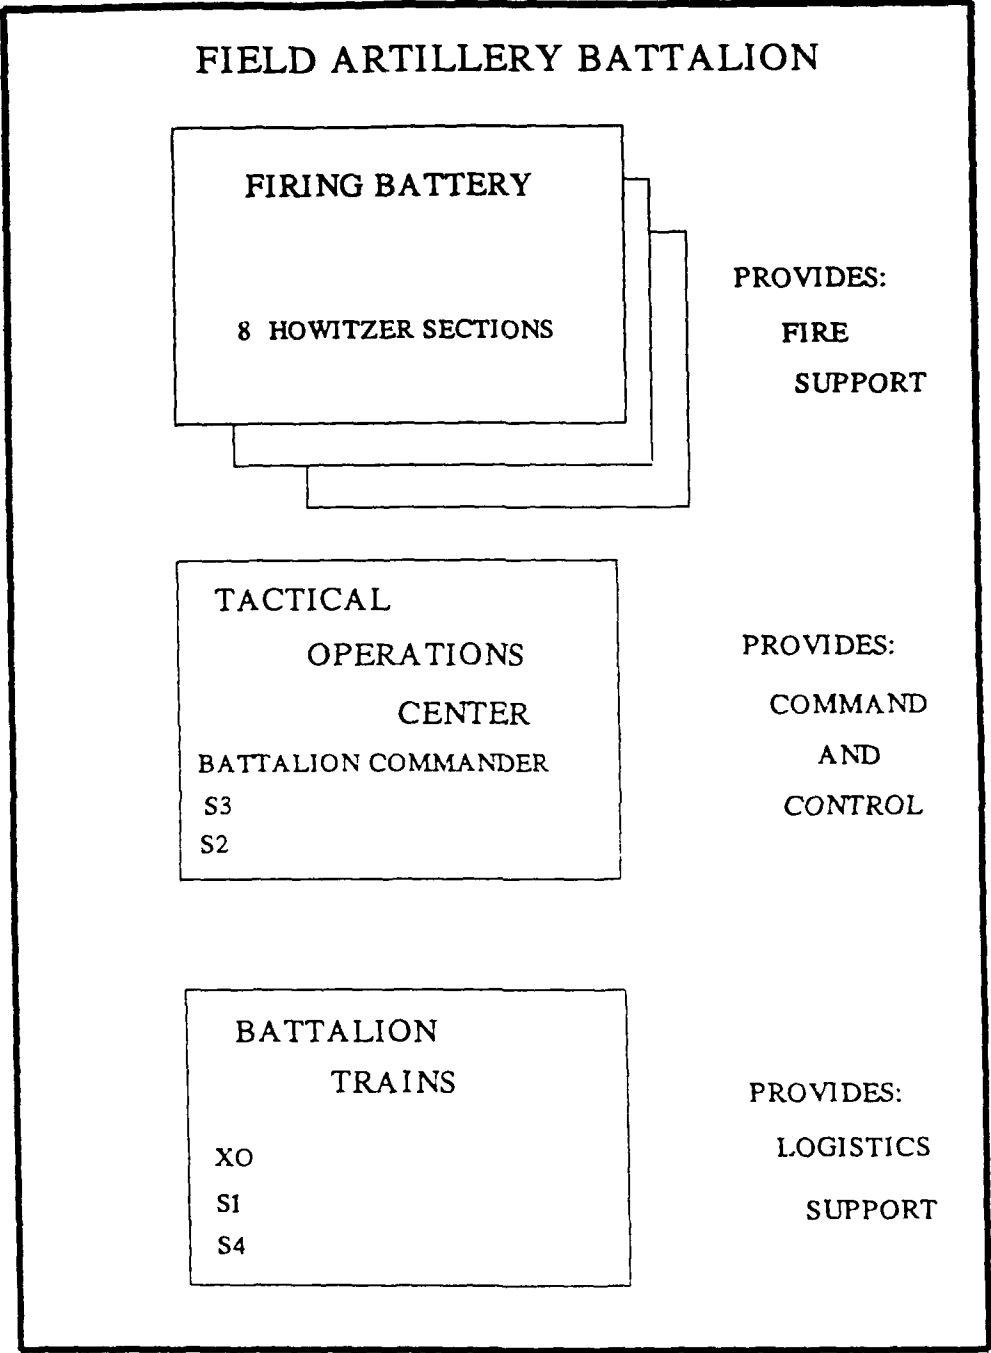 FIELD ARTILLERY BATTALION
FIRING BATTERY
8 HOWITZER SECTIONS
PROVIDES:
FIRE
SUPPORT
TACTICAL
OPERATIONS
CENTER
BATTALION COMMANDER
S3
S2
PROVIDES:
COMMAND
AND
CONTROL
BATTALION
TRAINS
XO
S1
S4
PROVIDES:
LOGISTICS
SUPPORT